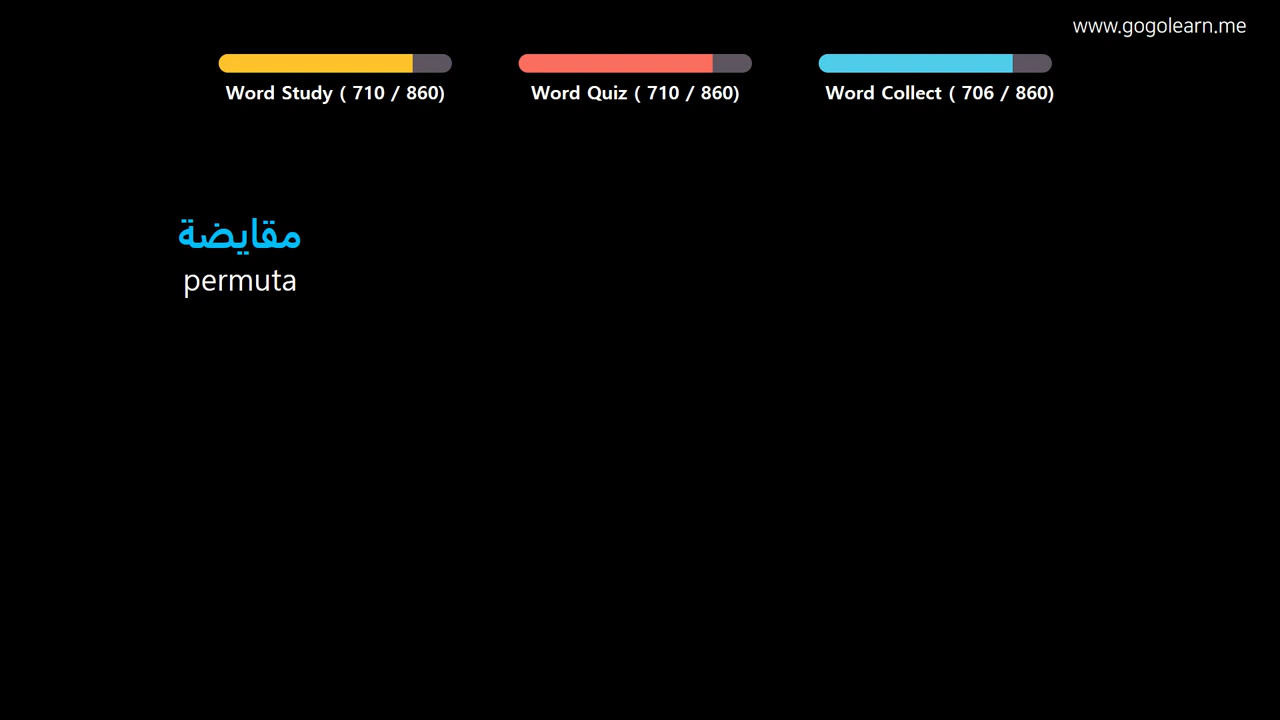 www.gogolearn.me
Word Study ( 710 / 860)
Word Quiz ( 710 / 860)
Word Collect ( 706 / 860)
مقايضة
permuta